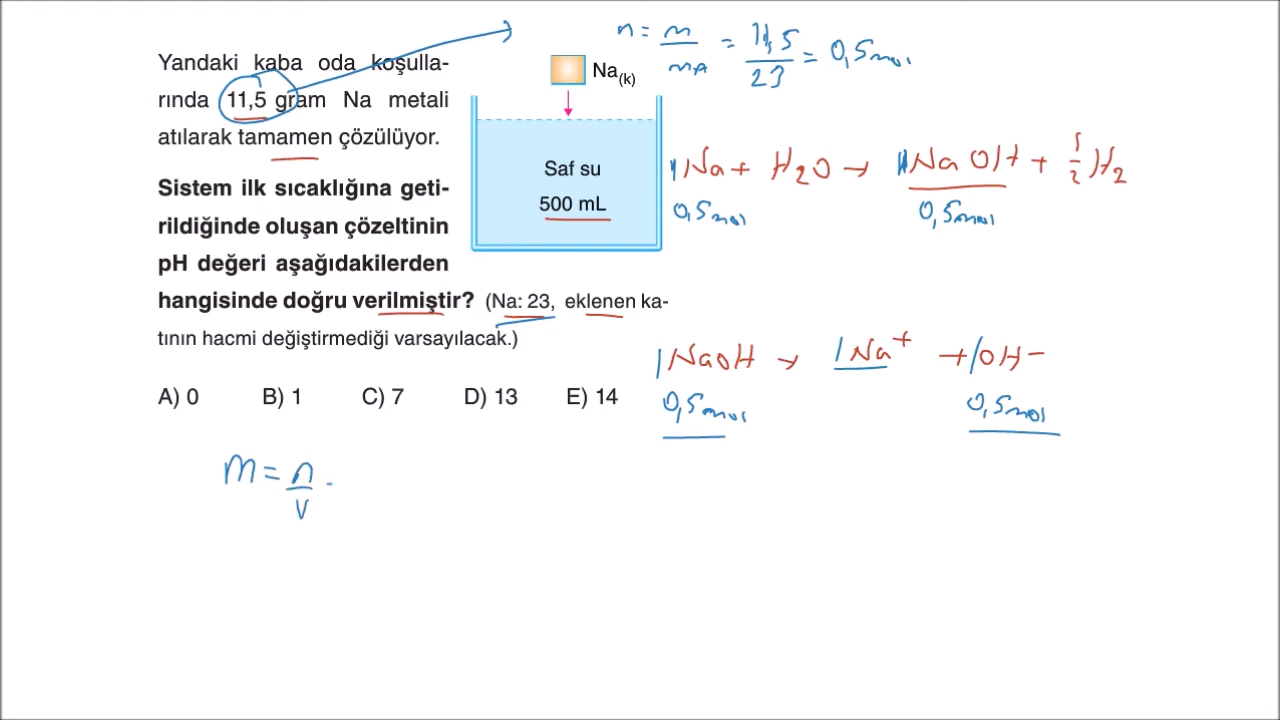 Yandaki kaba oda koşulla-
rında 11,5 gram Na metali
atılarak tamamen çözülüyor.
Sistem ilk sıcaklığına geti-
rildiğinde oluşan çözeltinin
pH değeri aşağıdakilerden
hangisinde doğru verilmiştir? (Na: 23, eklenen ka-
tının hacmi değiştirmediği varsayılacak.)
A) 0 B) 1 C) 7 D) 13 E) 14
Na(k)
Saf su
500 mL
n = m/mA = 11,5/23 = 0,5 mol
1Na + H2O → 1NaOH + 1/2 H2
0,5 mol 0,5 mol
1NaOH → 1Na+ + 1OH-
0,5 mol 0,5 mol
M = n/v